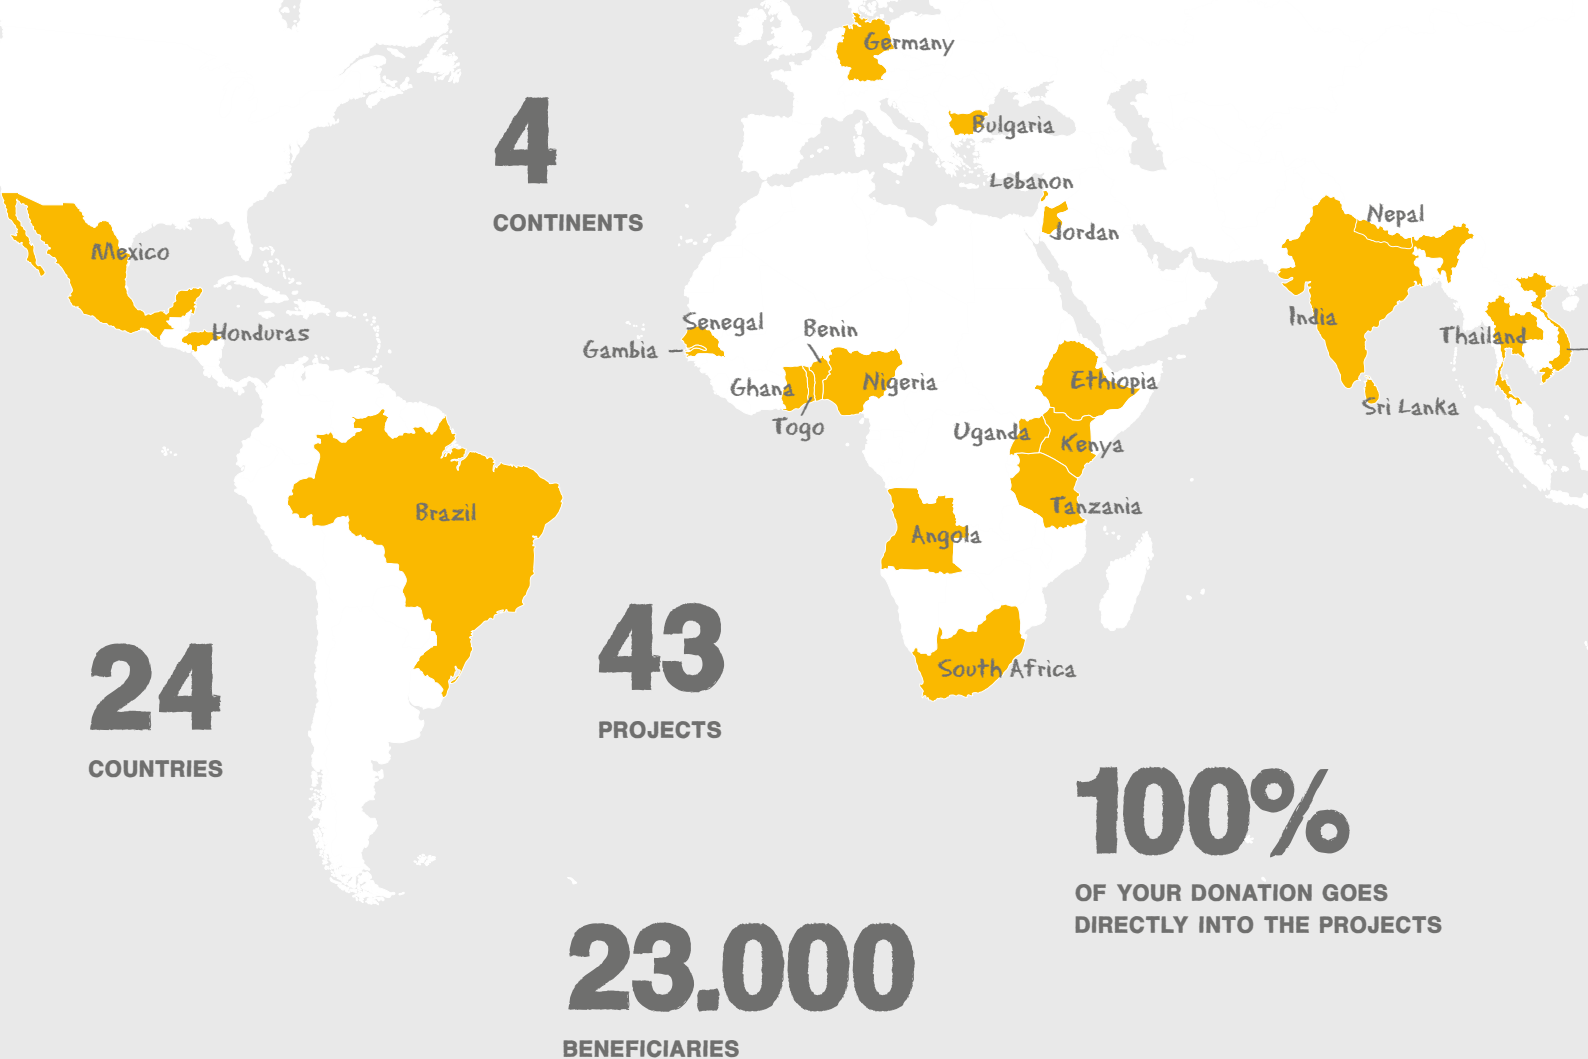 Germany
4
CONTINENTS
Bulgaria
Lebanon
Jordan
Nepal
Mexico
Honduras
Senegal
Gambia
Benin
Ghana
Togo
Nigeria
Ethiopia
Uganda
Kenya
Tanzania
India
Thailand
Sri Lanka
Brazil
Angola
South Africa
24
COUNTRIES
43
PROJECTS
100%
OF YOUR DONATION GOES
DIRECTLY INTO THE PROJECTS
23.000
BENEFICIARIES